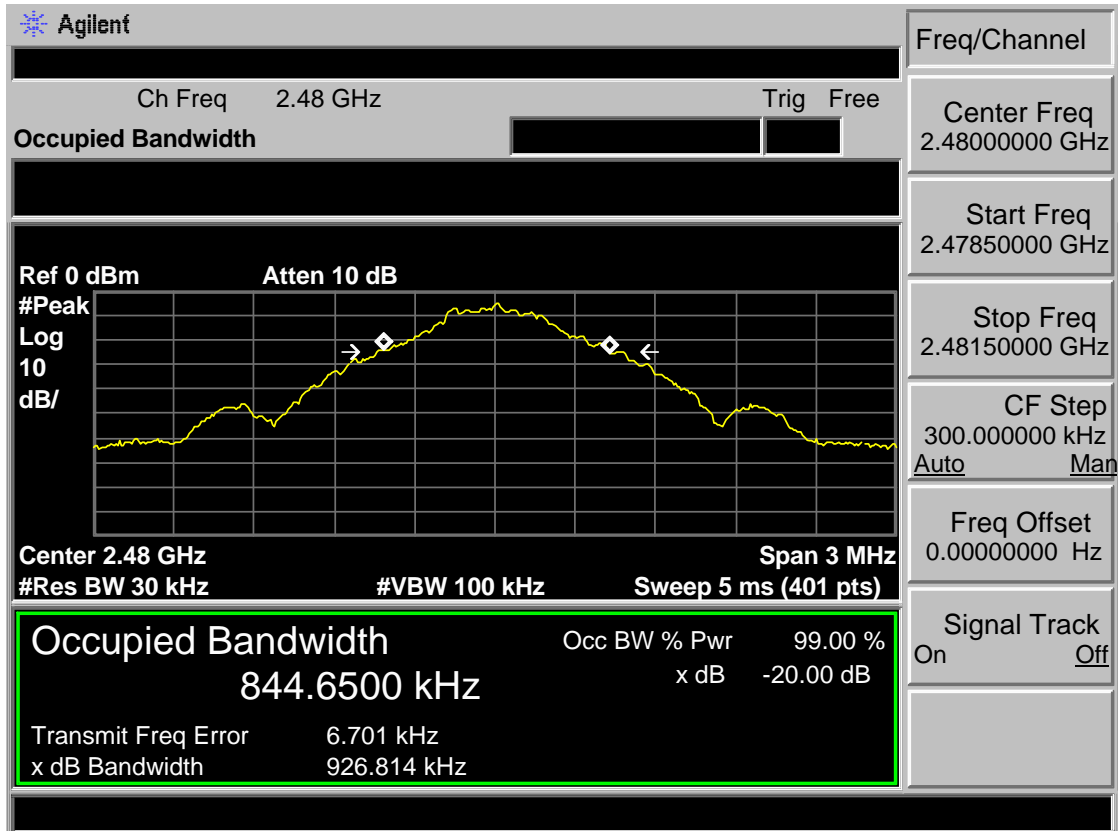 Agilent
Freq/Channel
Ch Freq 2.48 GHz Trig Free
Occupied Bandwidth
Center Freq
2.48000000 GHz
Start Freq
2.47850000 GHz
Stop Freq
2.48150000 GHz
CF Step
300.000000 kHz
Auto Man
Freq Offset
0.00000000 Hz
Signal Track
On Off
Ref 0 dBm Atten 10 dB
#Peak
Log
10
dB/
Center 2.48 GHz Span 3 MHz
#Res BW 30 kHz #VBW 100 kHz Sweep 5 ms (401 pts)
Occupied Bandwidth Occ BW % Pwr 99.00 %
844.6500 kHz x dB -20.00 dB
Transmit Freq Error 6.701 kHz
x dB Bandwidth 926.814 kHz